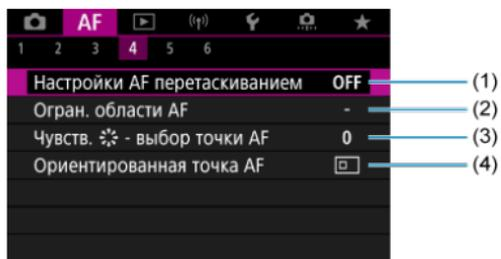 AF
1 2 3 4 5 6
Настройки AF перетаскиванием OFF (1)
Огран. области AF - (2)
Чувств. - выбор точки AF 0 (3)
Ориентированная точка AF (4)